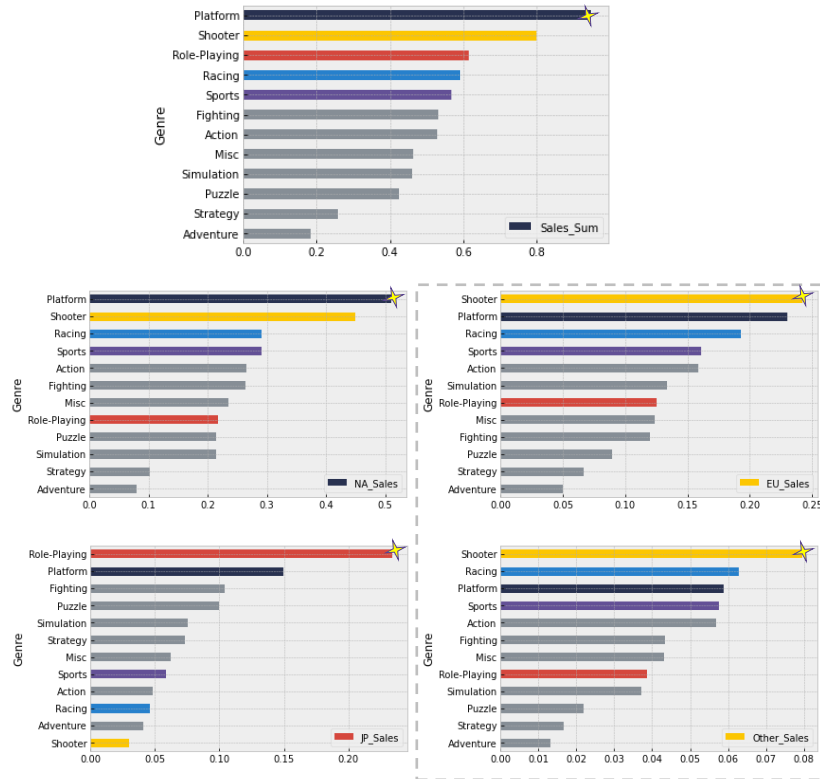 Platform
Shooter
Role-Playing
Racing
Sports
Fighting
Action
Misc
Simulation
Puzzle
Strategy
Adventure
Genre
Sales_Sum
0.0 0.2 0.4 0.6 0.8
Platform
Shooter
Racing
Sports
Action
Fighting
Misc
Role-Playing
Puzzle
Simulation
Strategy
Adventure
Genre
NA_Sales
0.0 0.1 0.2 0.3 0.4 0.5
Shooter
Platform
Racing
Sports
Action
Simulation
Role-Playing
Misc
Fighting
Puzzle
Strategy
Adventure
Genre
EU_Sales
0.00 0.05 0.10 0.15 0.20 0.25
Role-Playing
Platform
Fighting
Puzzle
Simulation
Strategy
Misc
Sports
Action
Racing
Adventure
Shooter
Genre
JP_Sales
0.00 0.05 0.10 0.15 0.20
Shooter
Racing
Platform
Sports
Action
Fighting
Misc
Role-Playing
Simulation
Puzzle
Strategy
Adventure
Genre
Other_Sales
0.00 0.01 0.02 0.03 0.04 0.05 0.06 0.07 0.08